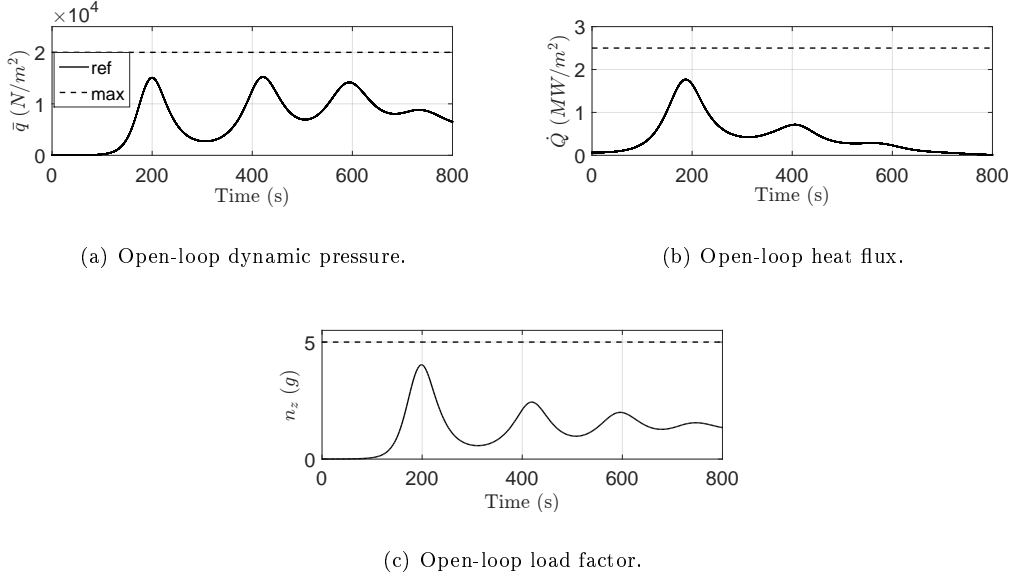 ×10⁴
2
1
0
q̄ (N/m²)
ref
max
0 200 400 600 800
Time (s)
(a) Open-loop dynamic pressure.
3
2
1
0
Q̇ (MW/m²)
0 200 400 600 800
Time (s)
(b) Open-loop heat flux.
5
0
n_z (g)
0 200 400 600 800
Time (s)
(c) Open-loop load factor.